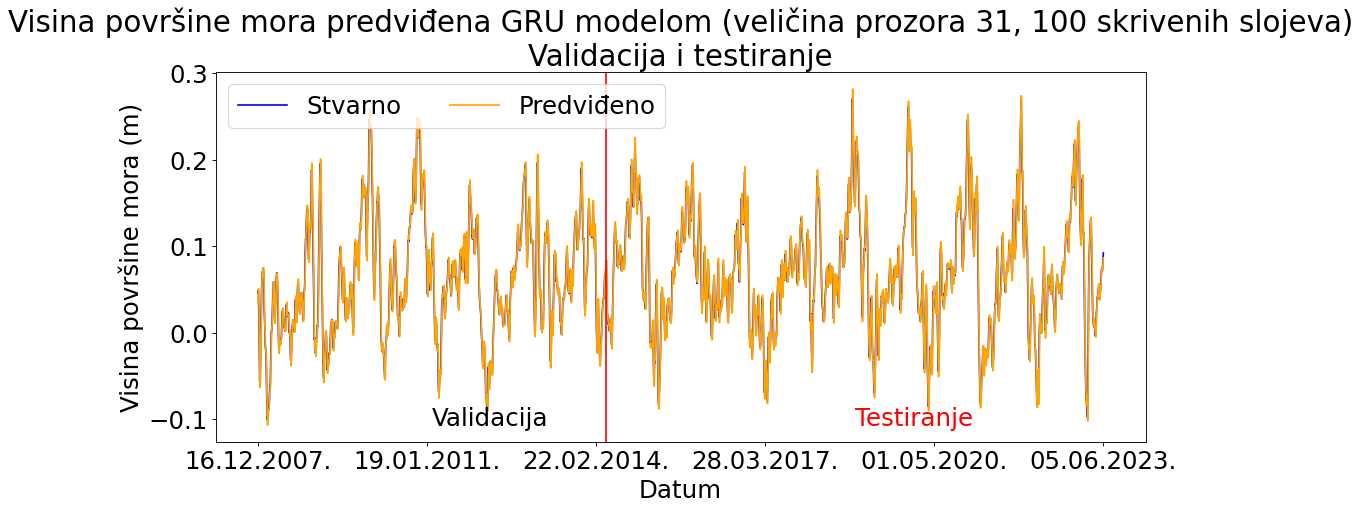 Visina površine mora predviđena GRU modelom (veličina prozora 31, 100 skrivenih slojeva)
Validacija i testiranje
Stvarno
Predviđeno
Visina površine mora (m)
0.3
0.2
0.1
0.0
−0.1
Validacija
Testiranje
16.12.2007.
19.01.2011.
22.02.2014.
28.03.2017.
01.05.2020.
05.06.2023.
Datum